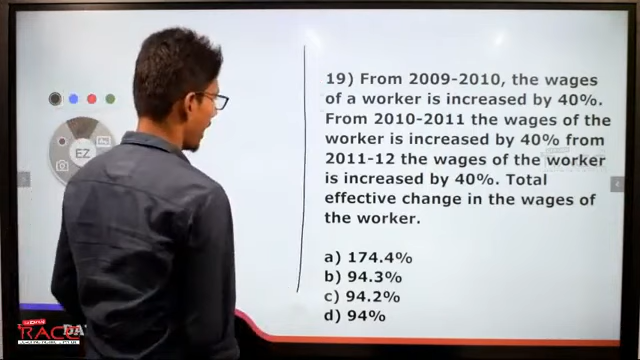 19) From 2009-2010, the wages
of a worker is increased by 40%.
From 2010-2011 the wages of the
worker is increased by 40% from
2011-12 the wages of the worker
is increased by 40%. Total
effective change in the wages of
the worker.
a) 174.4%
b) 94.3%
c) 94.2%
d) 94%
EZ
RACE